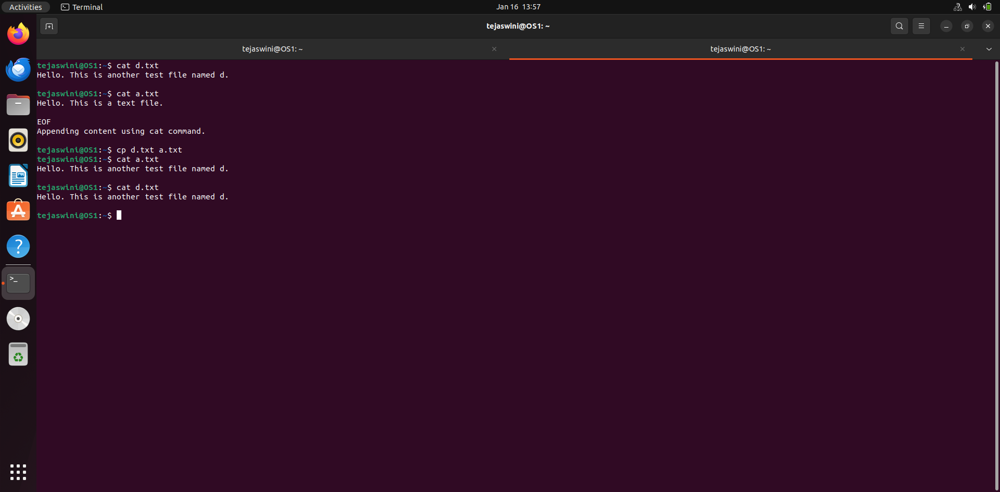 Activities
Terminal
Jan 16 13:57
tejaswini@OS1: ~
tejaswini@OS1: ~
tejaswini@OS1: ~
tejaswini@OS1:~$ cat d.txt
Hello. This is another test file named d.
tejaswini@OS1:~$ cat a.txt
Hello. This is a text file.
EOF
Appending content using cat command.
tejaswini@OS1:~$ cp d.txt a.txt
tejaswini@OS1:~$ cat a.txt
Hello. This is another test file named d.
tejaswini@OS1:~$ cat d.txt
Hello. This is another test file named d.
tejaswini@OS1:~$